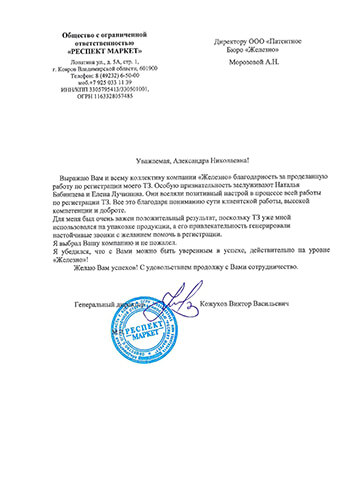 Общество с ограниченной
ответственностью
«РЕСПЕКТ МАРКЕТ»
Лопатина ул., д. 5А, стр. 1,
г. Ковров Владимирской области, 601900
Телефон: 8 (49232) 6-50-00
моб.+7 925 033 11 39
ИНН/КПП 3305795413/330501001,
ОГРН 1163328057485
Директору ООО «Патентное
Бюро «Железно»
Морозовой А.Н.
Уважаемая, Александра Николаевна!
Выражаю Вам и всему коллективу компании «Железно» благодарность за проделанную
работу по регистрации моего ТЗ. Особую признательность заслуживают Наталья
и Елена Лучинина. Они вселяли позитивный настрой в процессе всей работы
по регистрации ТЗ. Все это благодаря пониманию сути клиентской работы, высокой
компетенции и доброте.
Для меня был очень важен положительный результат, поскольку ТЗ уже мной
использовался на упаковке продукции, а его привлекательность генерировали
настойчивые звонки с желанием помочь в регистрации.
Я выбрал Вашу компанию и не пожалел.
Я убедился, что с Вами можно быть уверенным в успехе, действительно на уровне
«Железно»!
Желаю Вам успехов! С удовольствием продолжу с Вами сотрудничество.
Генеральный директор Кожухов Виктор Васильевич
РЕСПЕКТ
МАРКЕТ